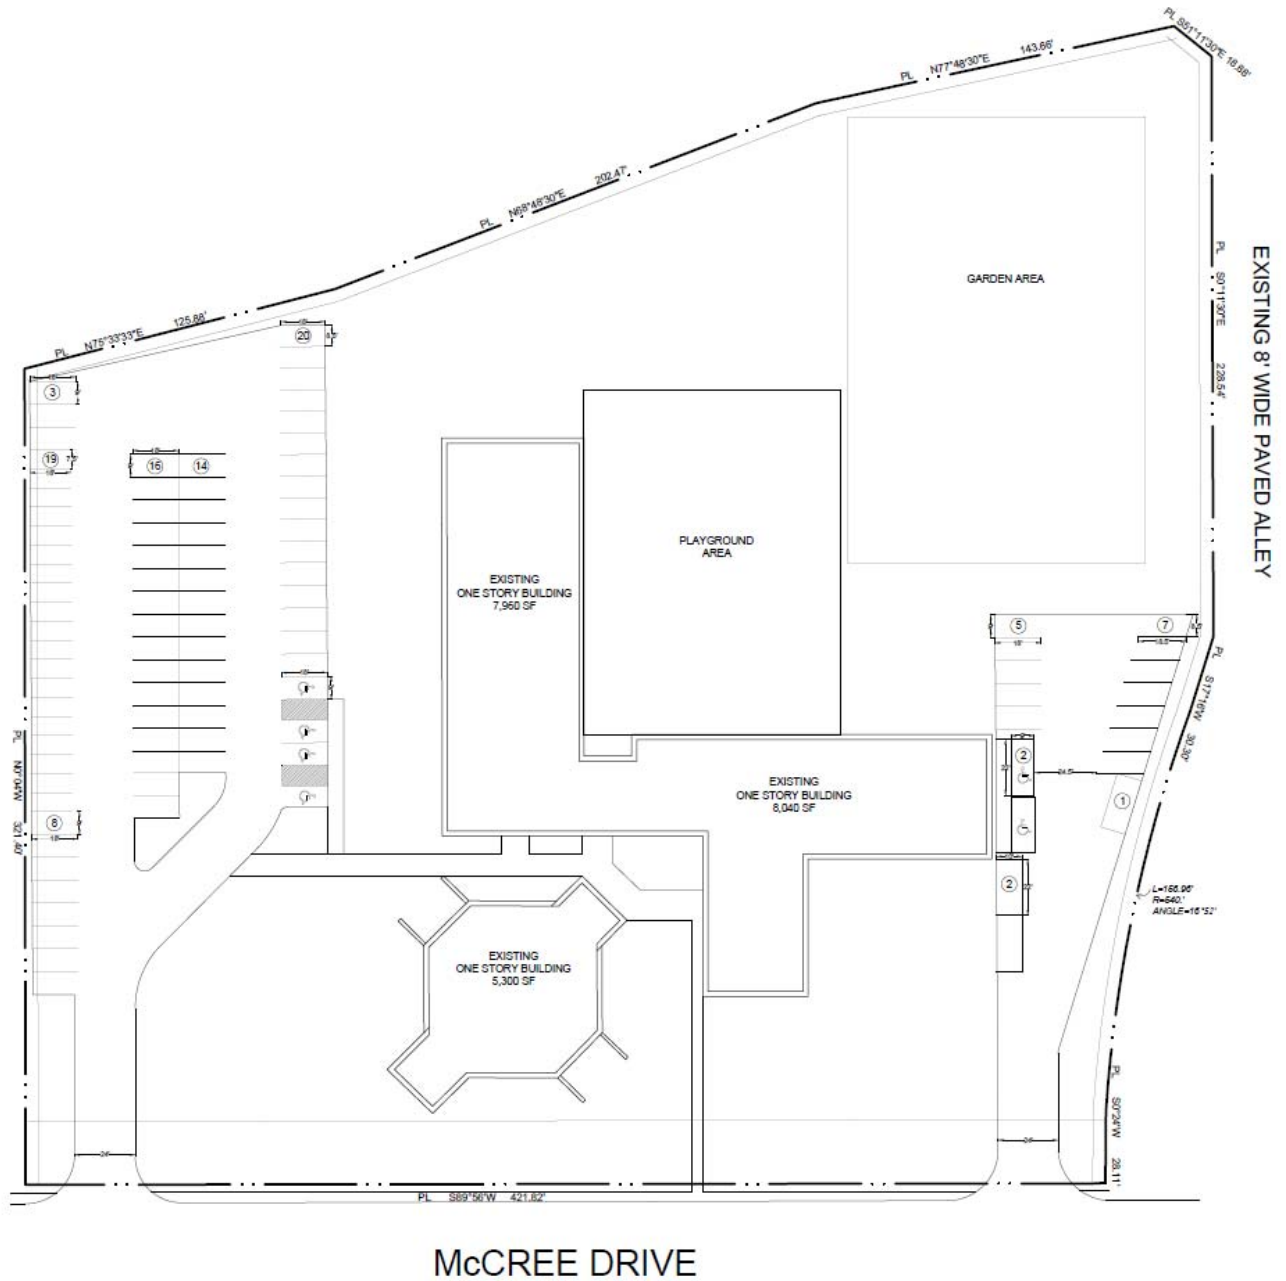 PL S51°11'30"E 18.88'
PL N77°48'30"E 143.66'
PL N68°48'30"E 202.47'
PL N75°33'33"E 125.88'
GARDEN AREA
PL S0°11'30"E 228.54'
EXISTING 8' WIDE PAVED ALLEY
20
3
19
16
14
PLAYGROUND
AREA
EXISTING
ONE STORY BUILDING
7,960 SF
5
7
PL S17°16'W 30.30'
2
24.5'
EXISTING
ONE STORY BUILDING
8,040 SF
1
PL N0°04'W 321.40'
8
2
L=156.96'
R=540.'
ANGLE=16°52'
EXISTING
ONE STORY BUILDING
5,300 SF
PL S0°24'W 28.11'
PL S89°56'W 421.82'
McCREE DRIVE